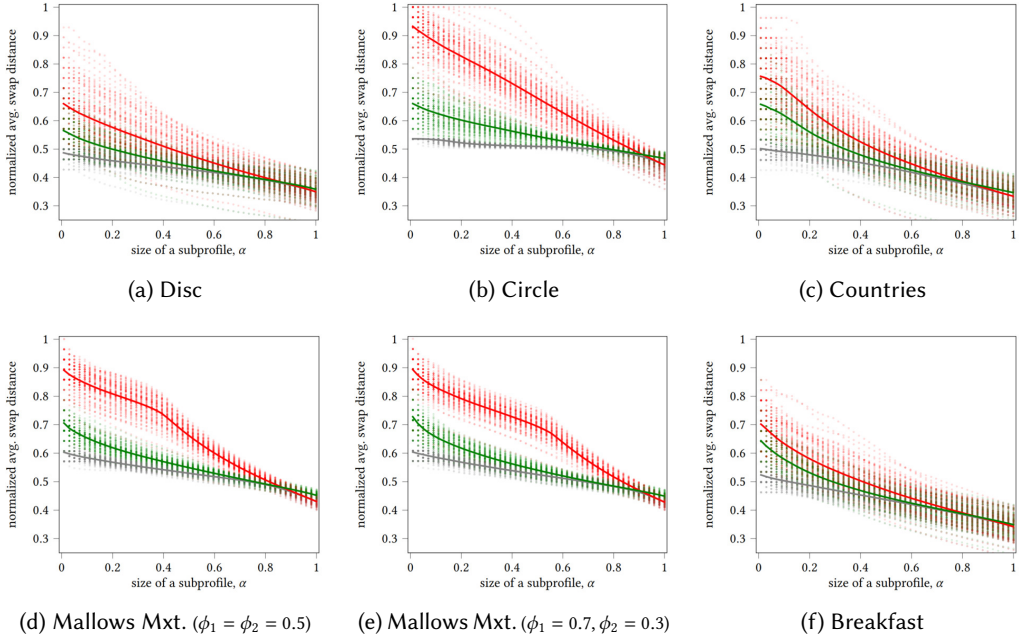 1
0.9
0.8
0.7
0.6
0.5
0.4
0.3
normalized avg. swap distance
0 0.2 0.4 0.6 0.8 1
size of a subprofile, α
(a) Disc
1
0.9
0.8
0.7
0.6
0.5
0.4
0.3
normalized avg. swap distance
0 0.2 0.4 0.6 0.8 1
size of a subprofile, α
(b) Circle
1
0.9
0.8
0.7
0.6
0.5
0.4
0.3
normalized avg. swap distance
0 0.2 0.4 0.6 0.8 1
size of a subprofile, α
(c) Countries
1
0.9
0.8
0.7
0.6
0.5
0.4
0.3
normalized avg. swap distance
0 0.2 0.4 0.6 0.8 1
size of a subprofile, α
(d) Mallows Mxt. (ϕ₁ = ϕ₂ = 0.5)
1
0.9
0.8
0.7
0.6
0.5
0.4
0.3
normalized avg. swap distance
0 0.2 0.4 0.6 0.8 1
size of a subprofile, α
(e) Mallows Mxt. (ϕ₁ = 0.7, ϕ₂ = 0.3)
1
0.9
0.8
0.7
0.6
0.5
0.4
0.3
normalized avg. swap distance
0 0.2 0.4 0.6 0.8 1
size of a subprofile, α
(f) Breakfast